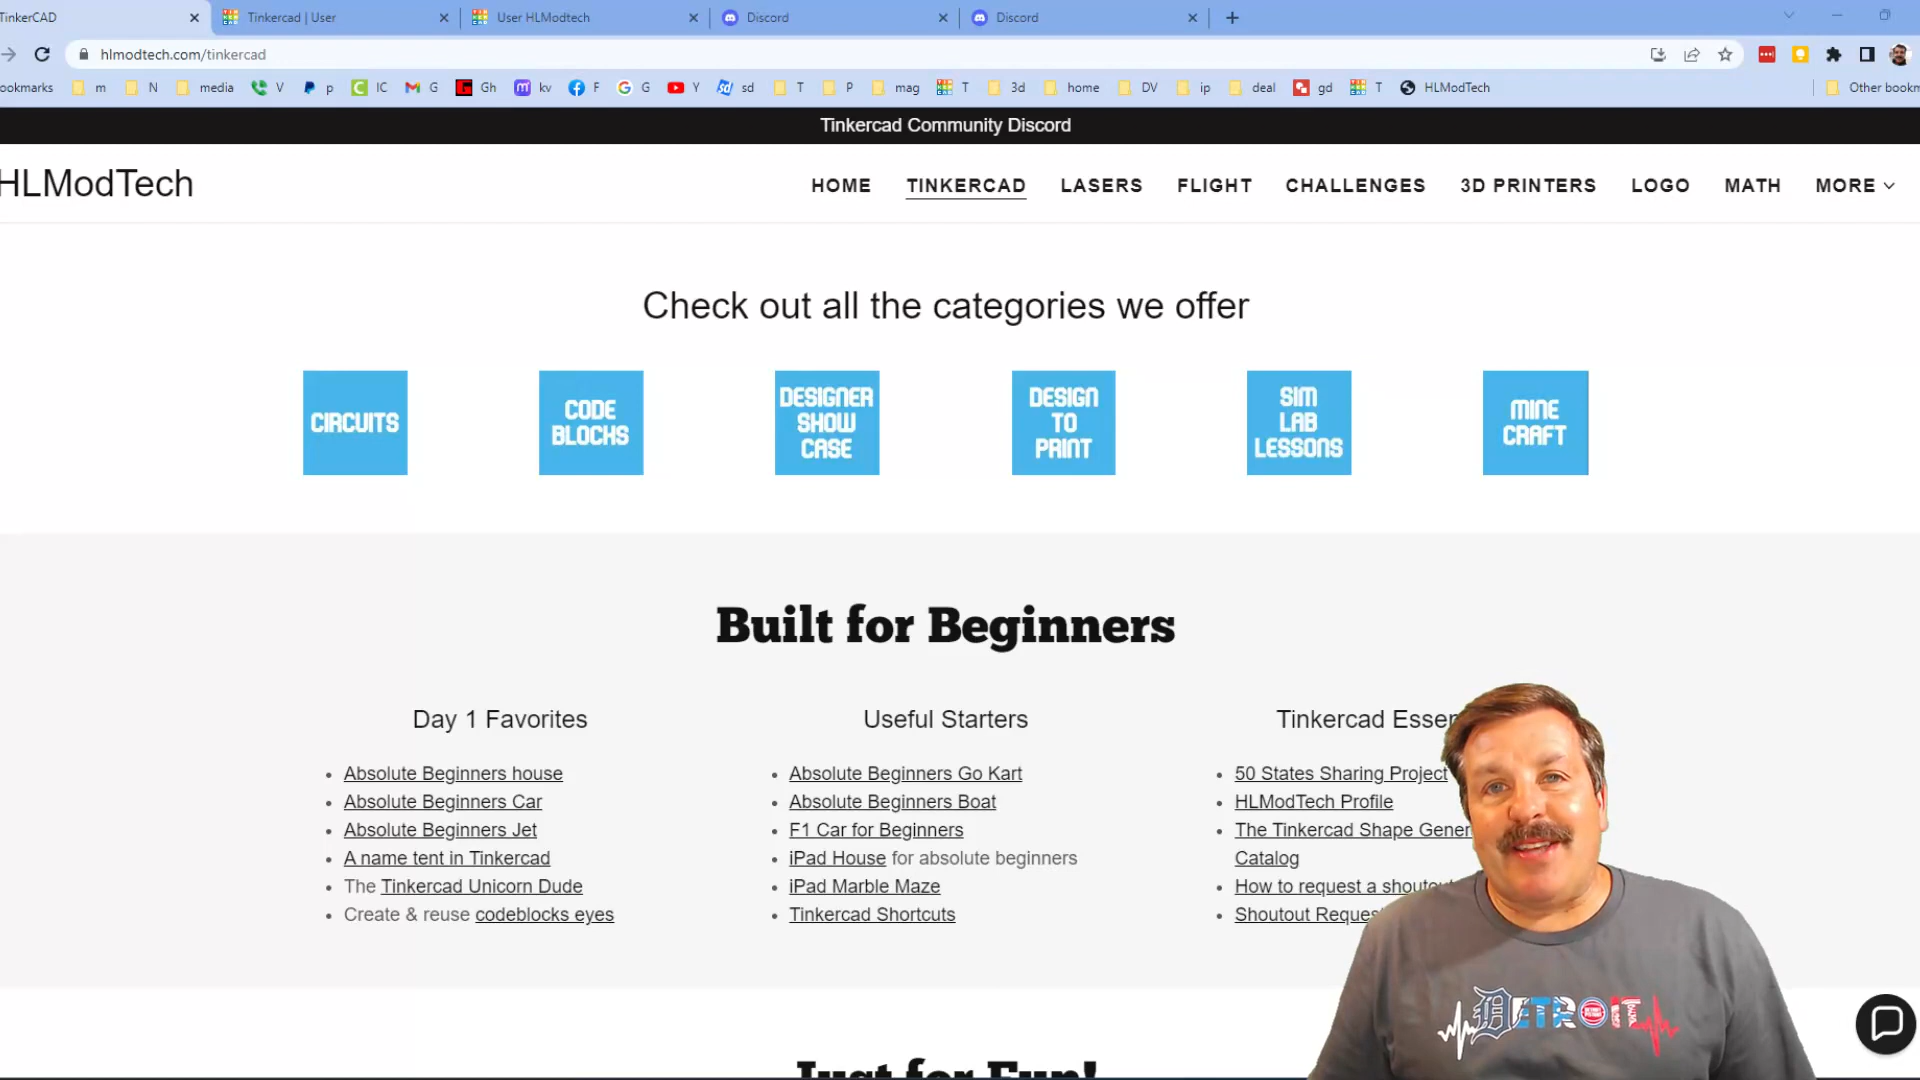 TinkerCAD
Tinkercad | User
User HLModtech
Discord
Discord
hlmodtech.com/tinkercad
ookmarks
m
N
media
V
p
IC
G
Gh
kv
F
G
Y
sd
T
P
mag
T
3d
home
DV
ip
deal
gd
T
HLModTech
Other bookm
Tinkercad Community Discord
HLModTech
HOME
TINKERCAD
LASERS
FLIGHT
CHALLENGES
3D PRINTERS
LOGO
MATH
MORE
Check out all the categories we offer
CIRCUITS
CODE
BLOCKS
DESIGNER
SHOW
CASE
DESIGN
TO
PRINT
SIM
LAB
LESSONS
MINE
CRAFT
Built for Beginners
Day 1 Favorites
Absolute Beginners house
Absolute Beginners Car
Absolute Beginners Jet
A name tent in Tinkercad
The Tinkercad Unicorn Dude
Create & reuse codeblocks eyes
Useful Starters
Absolute Beginners Go Kart
Absolute Beginners Boat
F1 Car for Beginners
iPad House for absolute beginners
iPad Marble Maze
Tinkercad Shortcuts
Tinkercad Essen
50 States Sharing Project
HLModTech Profile
The Tinkercad Shape Gener
Catalog
How to request a shoutout
Shoutout Reques
DETROIT
Just for Fun!